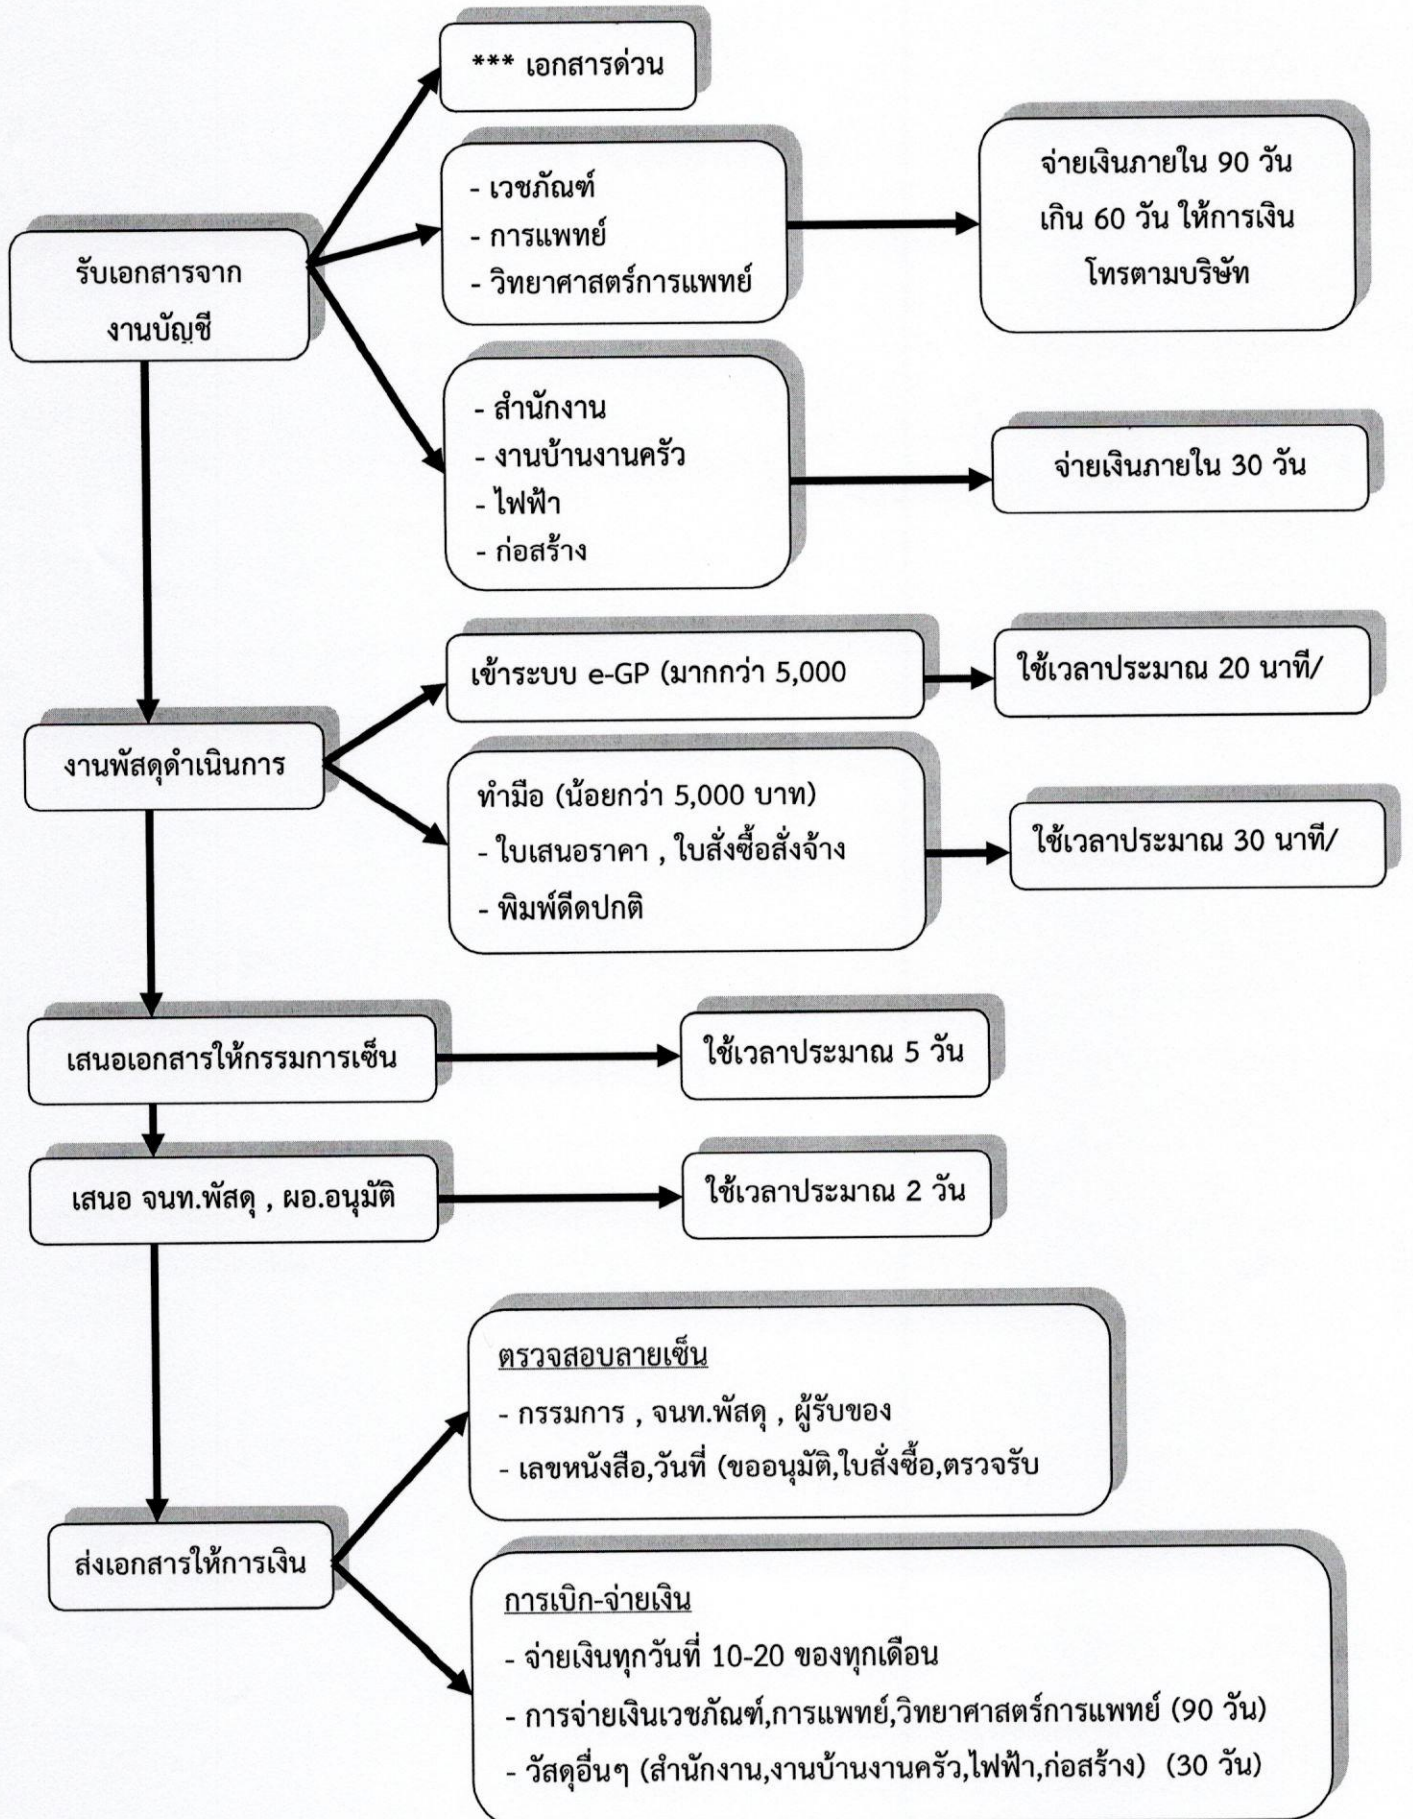 *** เอกสารด่วน
- เวชภัณฑ์
- การแพทย์
- วิทยาศาสตร์การแพทย์
จ่ายเงินภายใน 90 วัน
เกิน 60 วัน ให้การเงิน
โทรตามบริษัท
รับเอกสารจาก
งานบัญชี
- สำนักงาน
- งานบ้านงานครัว
- ไฟฟ้า
- ก่อสร้าง
จ่ายเงินภายใน 30 วัน
เข้าระบบ e-GP (มากกว่า 5,000
ใช้เวลาประมาณ 20 นาที/
งานพัสดุดำเนินการ
ทำมือ (น้อยกว่า 5,000 บาท)
- ใบเสนอราคา , ใบสั่งซื้อสั่งจ้าง
- พิมพ์ดีดปกติ
ใช้เวลาประมาณ 30 นาที/
เสนอเอกสารให้กรรมการเซ็น
ใช้เวลาประมาณ 5 วัน
เสนอ จนท.พัสดุ , ผอ.อนุมัติ
ใช้เวลาประมาณ 2 วัน
ตรวจสอบลายเซ็น
- กรรมการ , จนท.พัสดุ , ผู้รับของ
- เลขหนังสือ,วันที่ (ขออนุมัติ,ใบสั่งซื้อ,ตรวจรับ
ส่งเอกสารให้การเงิน
การเบิก-จ่ายเงิน
- จ่ายเงินทุกวันที่ 10-20 ของทุกเดือน
- การจ่ายเงินเวชภัณฑ์,การแพทย์,วิทยาศาสตร์การแพทย์ (90 วัน)
- วัสดุอื่นๆ (สำนักงาน,งานบ้านงานครัว,ไฟฟ้า,ก่อสร้าง) (30 วัน)